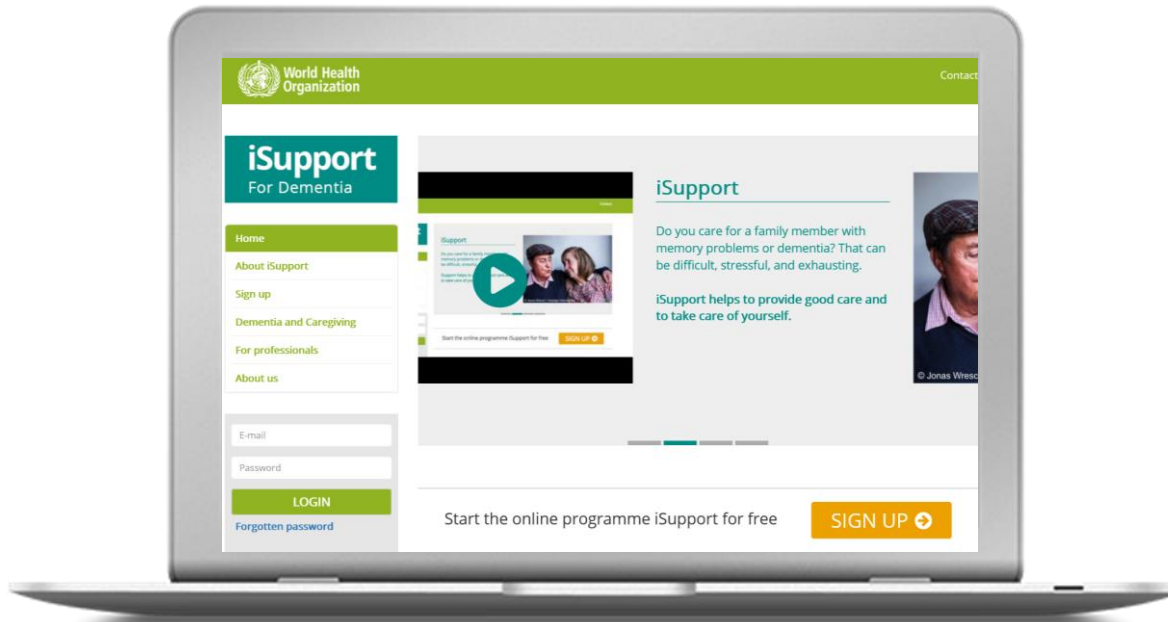 World Health
Organization
Contact
iSupport
For Dementia
Home
About iSupport
Sign up
Dementia and Caregiving
For professionals
About us
E-mail
Password
LOGIN
Forgotten password
iSupport
Start the online programme iSupport for free
SIGN UP
iSupport
Do you care for a family member with
memory problems or dementia? That can
be difficult, stressful, and exhausting.
iSupport helps to provide good care and
to take care of yourself.
© Jonas
Start the online programme iSupport for free
SIGN UP